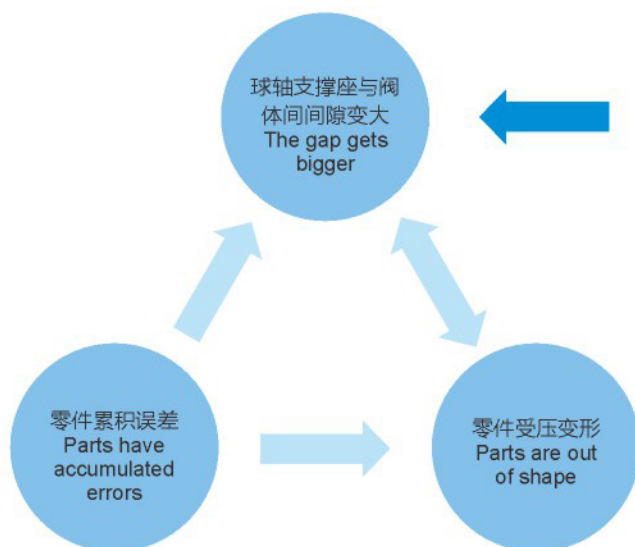 球轴支撑座与阀
体间间隙变大
The gap gets
bigger
零件累积误差
Parts have
accumulated
errors
零件受压变形
Parts are out
of shape